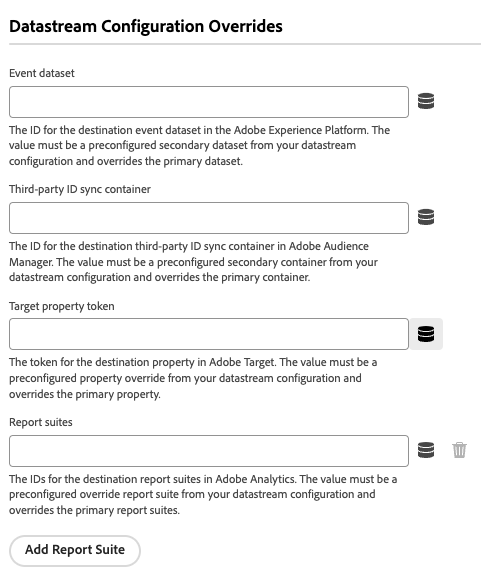 Datastream Configuration Overrides
Event dataset
The ID for the destination event dataset in the Adobe Experience Platform. The
value must be a preconfigured secondary dataset from your datastream
configuration and overrides the primary dataset.
Third-party ID sync container
The ID for the destination third-party ID sync container in Adobe Audience
Manager. The value must be a preconfigured secondary container from your
datastream configuration and overrides the primary container.
Target property token
The token for the destination property in Adobe Target. The value must be a
preconfigured property override from your datastream configuration and
overrides the primary property.
Report suites
The IDs for the destination report suites in Adobe Analytics. The value must be a
preconfigured override report suite from your datastream configuration and
overrides the primary report suites.
Add Report Suite